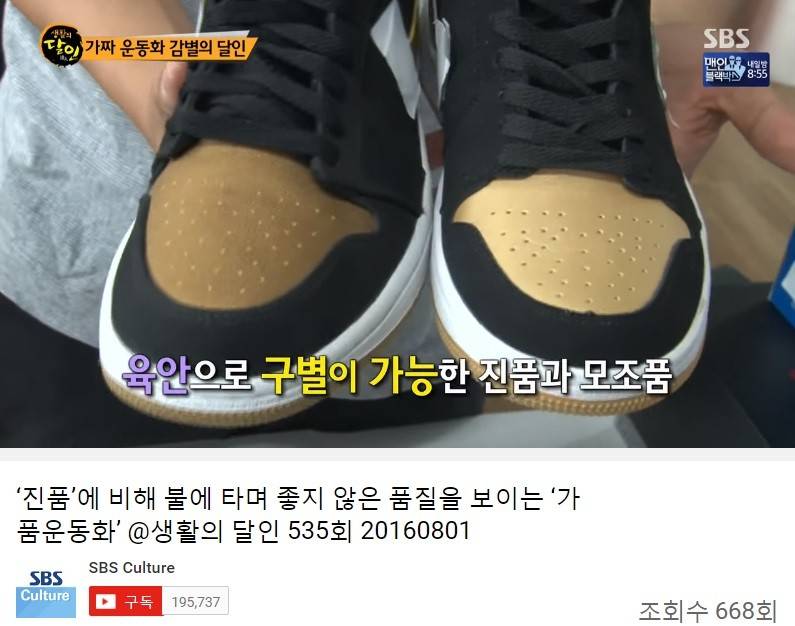 생활의
달인
가짜 운동화 감별의 달인
SBS
맨인
블랙박스
내일밤
8:55
육안으로 구별이 가능한 진품과 모조품
‘진품’에 비해 불에 타며 좋지 않은 품질을 보이는 ‘가
품운동화’ @생활의 달인 535회 20160801
SBS
Culture
SBS Culture
구독
195,737
조회수 668회